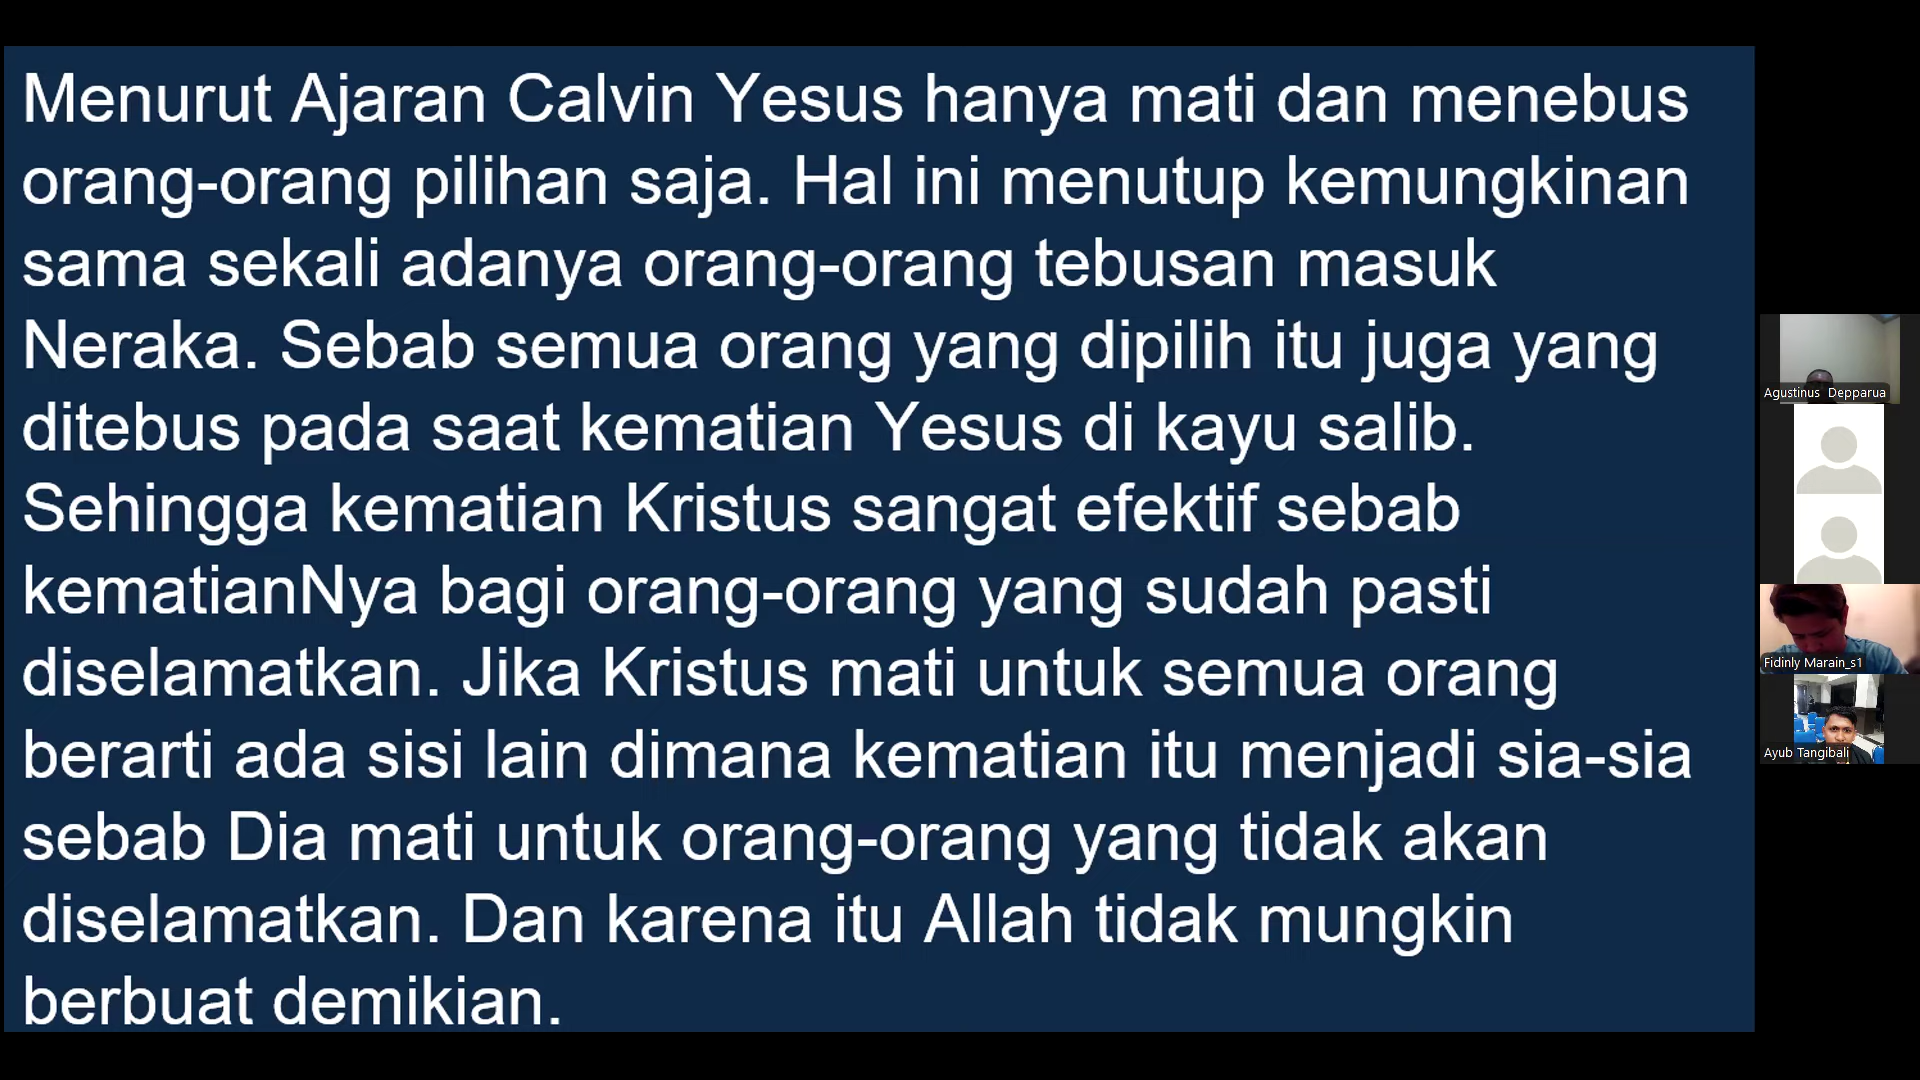 Menurut Ajaran Calvin Yesus hanya mati dan menebus
orang-orang pilihan saja. Hal ini menutup kemungkinan
sama sekali adanya orang-orang tebusan masuk
Neraka. Sebab semua orang yang dipilih itu juga yang
ditebus pada saat kematian Yesus di kayu salib.
Sehingga kematian Kristus sangat efektif sebab
kematianNya bagi orang-orang yang sudah pasti
diselamatkan. Jika Kristus mati untuk semua orang
berarti ada sisi lain dimana kematian itu menjadi sia-sia
sebab Dia mati untuk orang-orang yang tidak akan
diselamatkan. Dan karena itu Allah tidak mungkin
berbuat demikian.
Agustinus Depparua
Fidinly Marain_s1
Ayub Tangibali